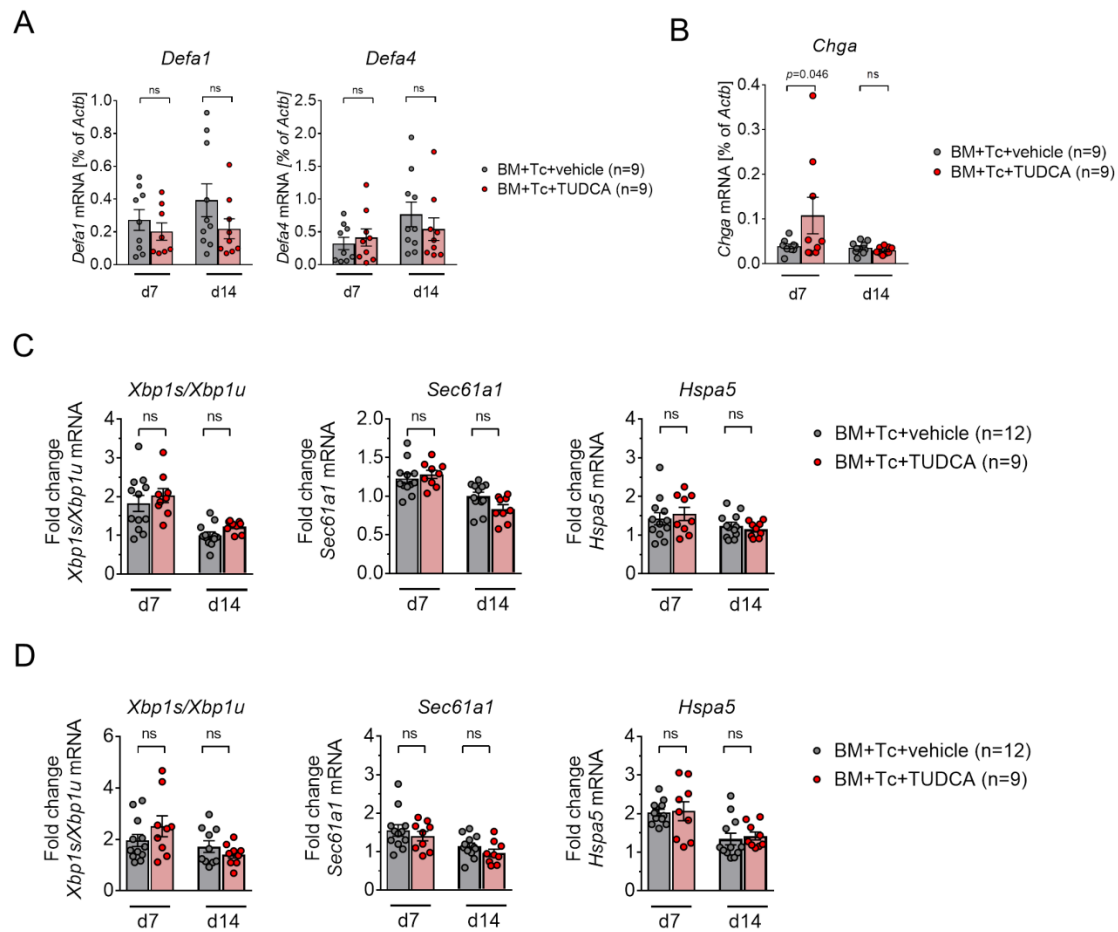 A
Defa1
Defa4
ns
ns
ns
ns
Defa1 mRNA [% of Actb]
1.0
0.8
0.6
0.4
0.2
0.0
d7
d14
Defa4 mRNA [% of Actb]
2.5
2.0
1.5
1.0
0.5
0.0
d7
d14
BM+Tc+vehicle (n=9)
BM+Tc+TUDCA (n=9)
B
Chga
p=0.046
ns
Chga mRNA [% of Actb]
0.4
0.3
0.2
0.1
0.0
d7
d14
BM+Tc+vehicle (n=9)
BM+Tc+TUDCA (n=9)
C
Xbp1s/Xbp1u
ns
ns
Fold change
Xbp1s/Xbp1u mRNA
4
3
2
1
0
d7
d14
Sec61a1
ns
ns
Fold change
Sec61a1 mRNA
2.0
1.5
1.0
0.5
0.0
d7
d14
Hspa5
ns
ns
Fold change
Hspa5 mRNA
4
3
2
1
0
d7
d14
BM+Tc+vehicle (n=12)
BM+Tc+TUDCA (n=9)
D
Xbp1s/Xbp1u
ns
ns
Fold change
Xbp1s/Xbp1u mRNA
6
4
2
0
d7
d14
Sec61a1
ns
ns
Fold change
Sec61a1 mRNA
4
3
2
1
0
d7
d14
Hspa5
ns
ns
Fold change
Hspa5 mRNA
4
3
2
1
0
d7
d14
BM+Tc+vehicle (n=12)
BM+Tc+TUDCA (n=9)